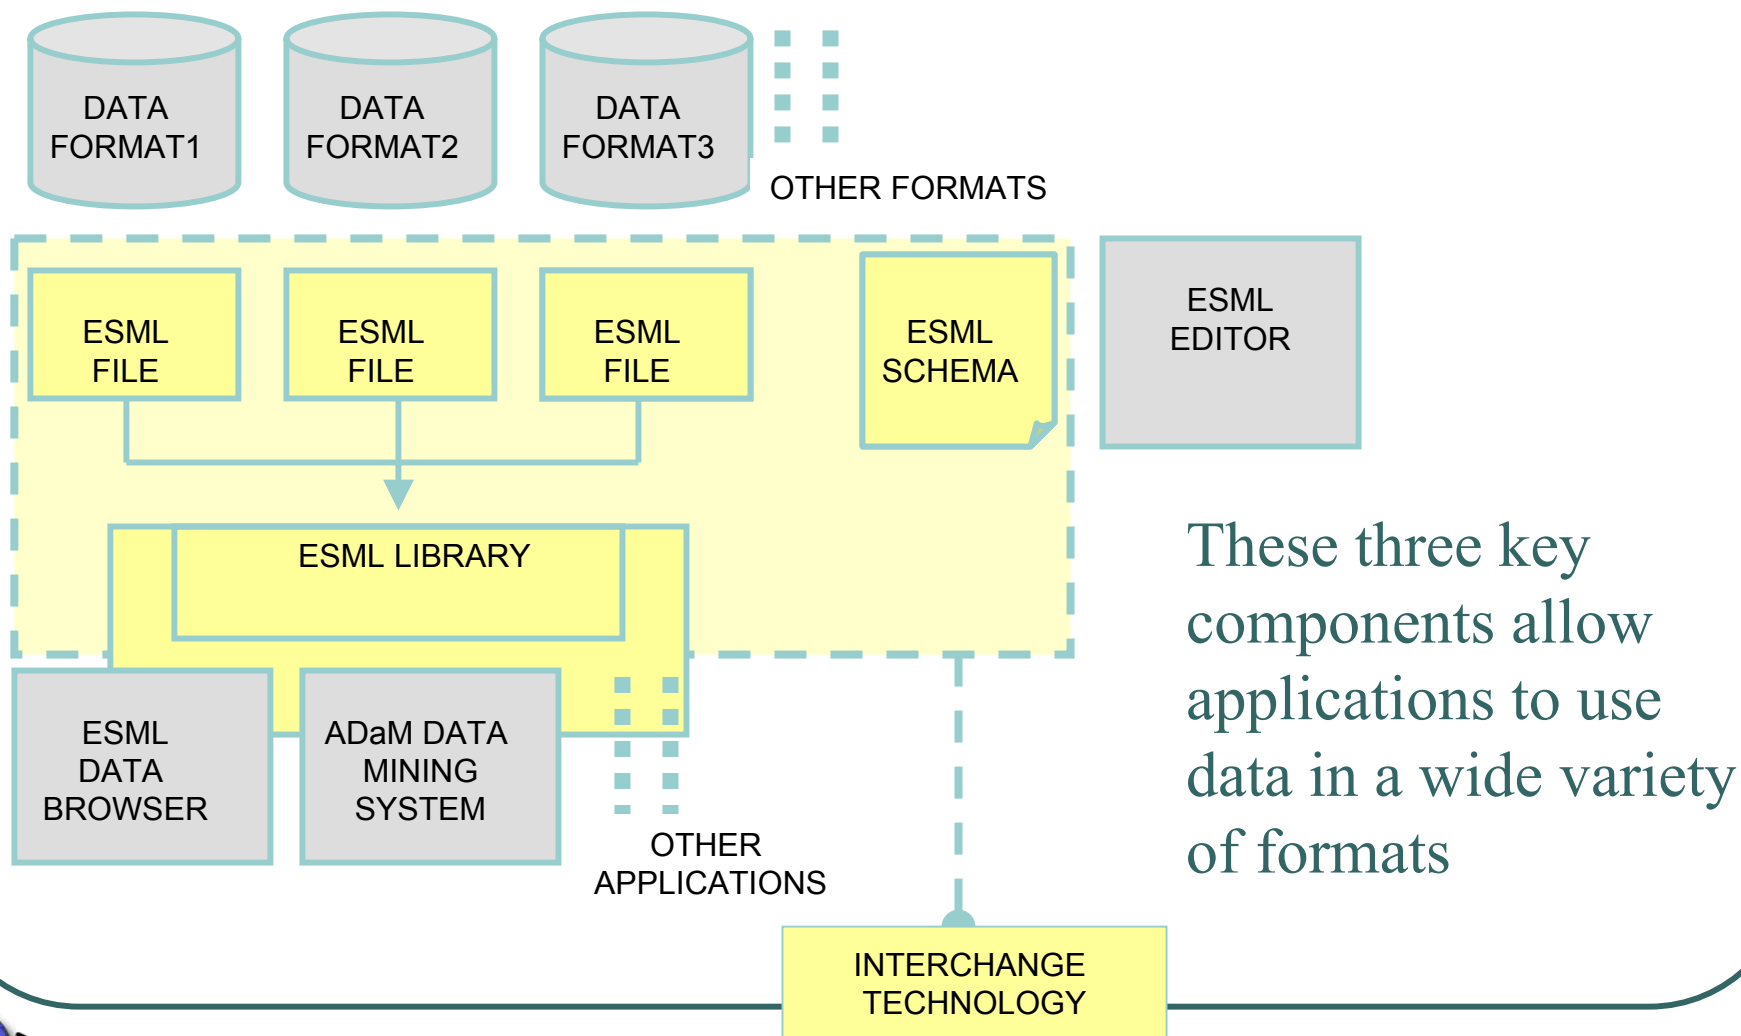 DATA
FORMAT1
DATA
FORMAT2
DATA
FORMAT3
OTHER FORMATS
ESML
FILE
ESML
FILE
ESML
FILE
ESML
SCHEMA
ESML
EDITOR
ESML LIBRARY
These three key
components allow
applications to use
data in a wide variety
of formats
ESML
DATA
BROWSER
ADaM DATA
MINING
SYSTEM
OTHER
APPLICATIONS
INTERCHANGE
TECHNOLOGY